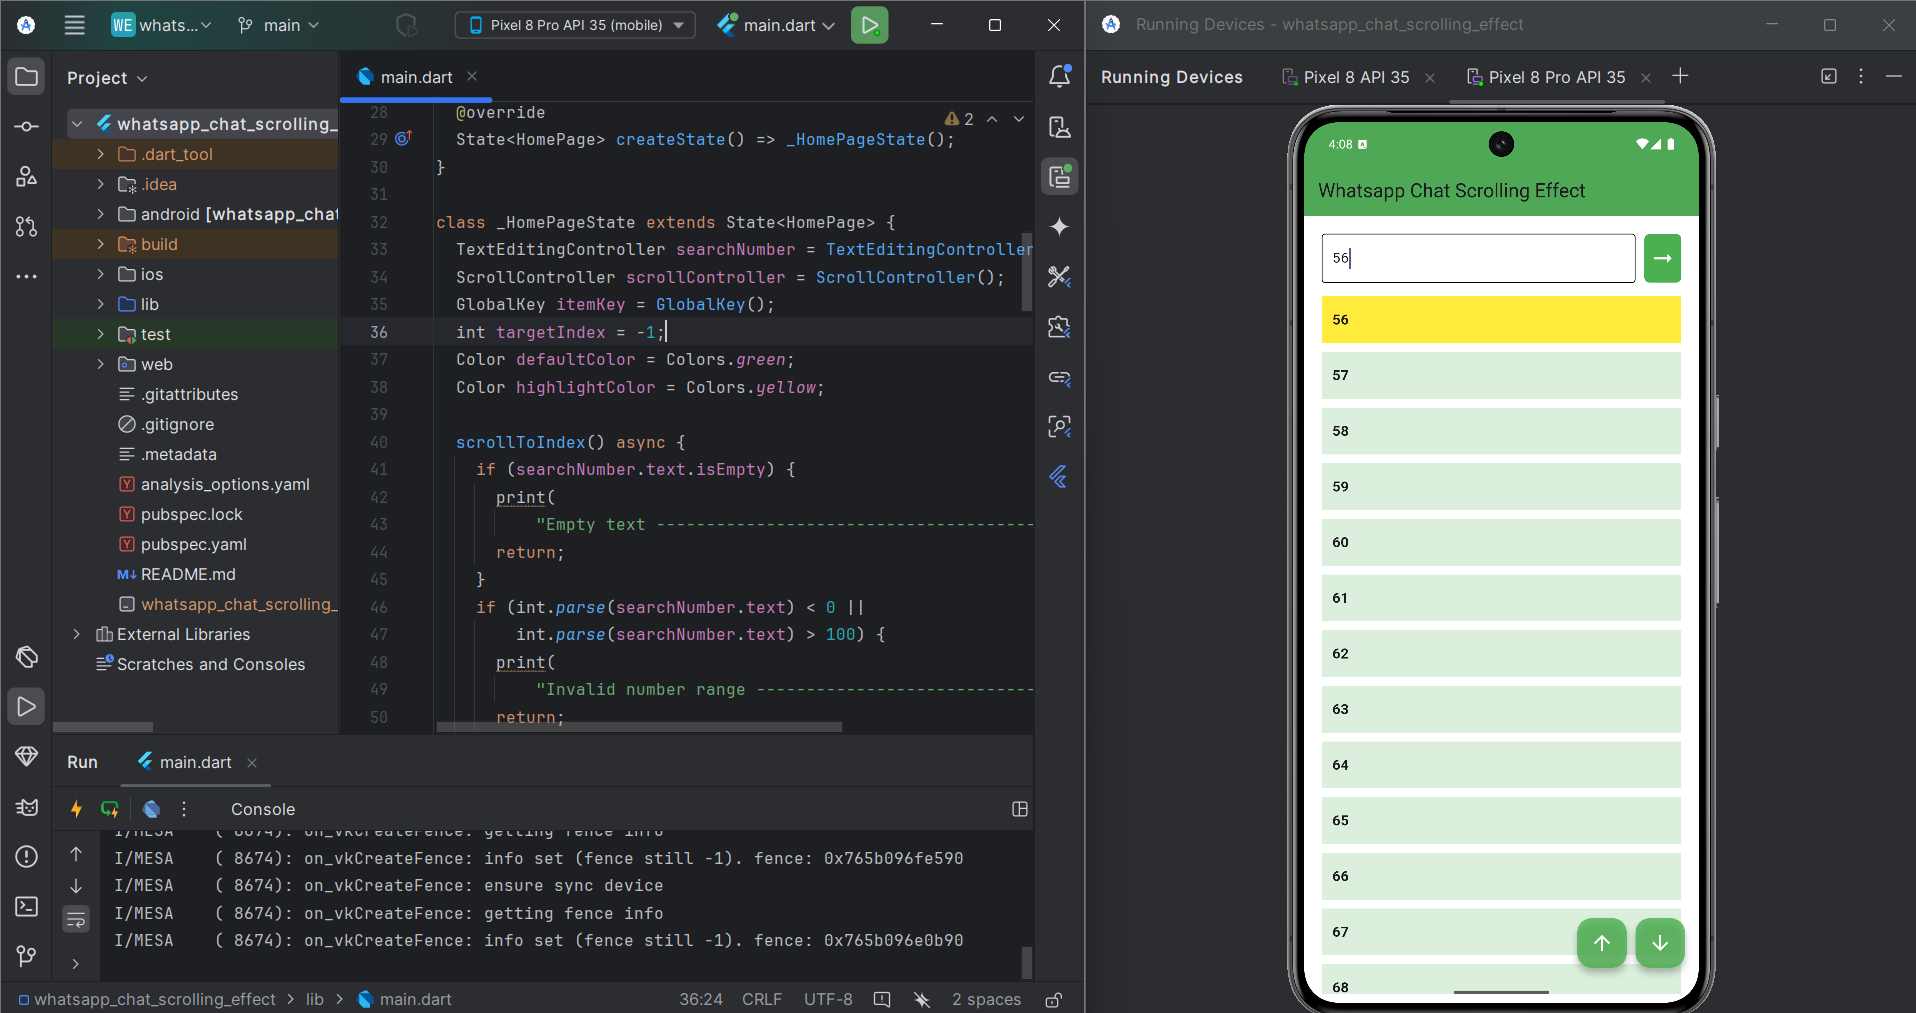 WE whats...
main
Pixel 8 Pro API 35 (mobile)
main.dart
Project
whatsapp_chat_scrolling_
.dart_tool
.idea
android [whatsapp_chat
build
ios
lib
test
web
.gitattributes
.gitignore
.metadata
analysis_options.yaml
pubspec.lock
pubspec.yaml
M↓ README.md
whatsapp_chat_scrolling_
External Libraries
Scratches and Consoles
main.dart
2
28 @override
29 State<HomePage> createState() => _HomePageState();
30 }
31
32 class _HomePageState extends State<HomePage> {
33 TextEditingController searchNumber = TextEditingController
34 ScrollController scrollController = ScrollController();
35 GlobalKey itemKey = GlobalKey();
36 int targetIndex = -1;
37 Color defaultColor = Colors.green;
38 Color highlightColor = Colors.yellow;
39
40 scrollToIndex() async {
41 if (searchNumber.text.isEmpty) {
42 print(
43 "Empty text --------------------------------------
44 return;
45 }
46 if (int.parse(searchNumber.text) < 0 ||
47 int.parse(searchNumber.text) > 100) {
48 print(
49 "Invalid number range ----------------------------
50 return;
Run
main.dart
Console
I/MESA ( 8674): on_vkCreateFence: getting fence info
I/MESA ( 8674): on_vkCreateFence: info set (fence still -1). fence: 0x765b096fe590
I/MESA ( 8674): on_vkCreateFence: ensure sync device
I/MESA ( 8674): on_vkCreateFence: getting fence info
I/MESA ( 8674): on_vkCreateFence: info set (fence still -1). fence: 0x765b096e0b90
whatsapp_chat_scrolling_effect > lib > main.dart
36:24 CRLF UTF-8 2 spaces
Running Devices - whatsapp_chat_scrolling_effect
Running Devices
Pixel 8 API 35
Pixel 8 Pro API 35
4:08
Whatsapp Chat Scrolling Effect
56
56
57
58
59
60
61
62
63
64
65
66
67
68